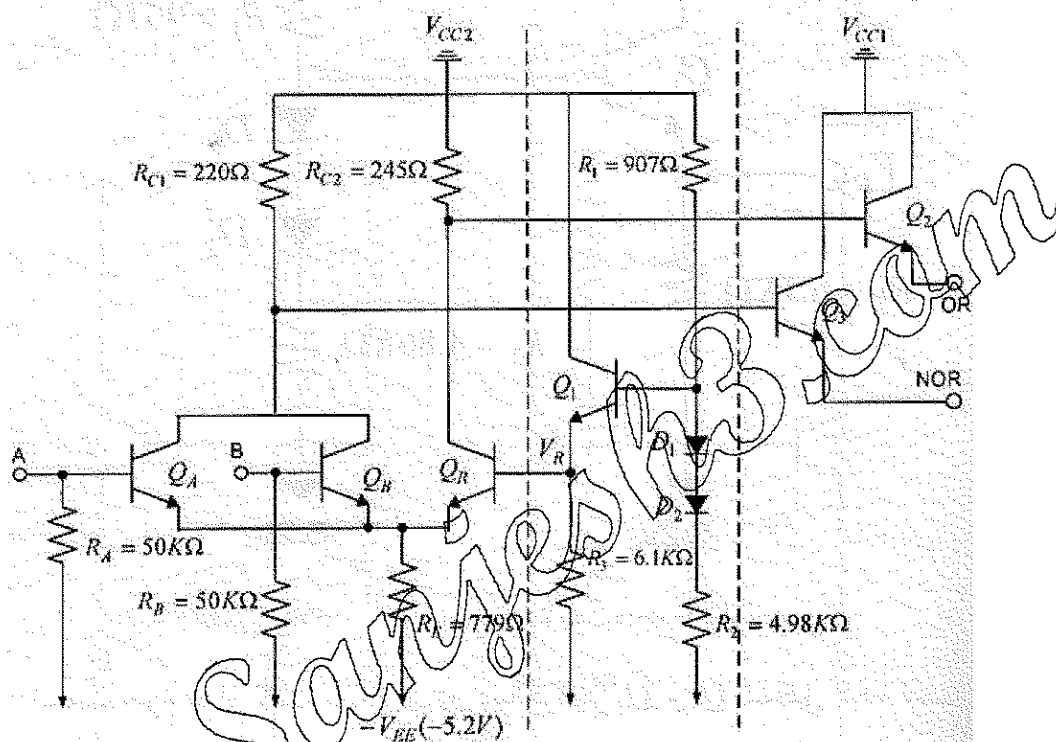 V_CC2
V_CC1
R_C1 = 220Ω
R_C2 = 245Ω
R_1 = 907Ω
Q_2
OR
Q_3
NOR
Q_1
V_R
D_1
A
B
Q_A
Q_B
Q_R
D_2
R_A = 50KΩ
R_3 = 6.1KΩ
R_B = 50KΩ
= 779Ω
R_2 = 4.98KΩ
-V_EE(-5.2V)